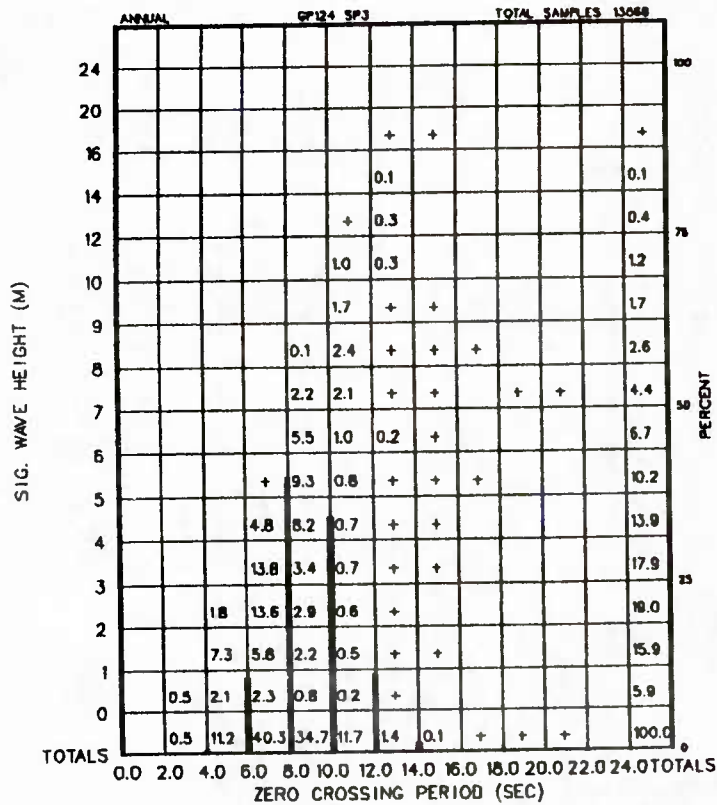 ANNUAL GP124 SP3 TOTAL SAMPLES 13068
24 100
20
+ + +
16
0.1 0.1
14
+ 0.3 0.4
12 75
1.0 0.3 1.2
10
1.7 + + 1.7
9
0.1 2.4 + + + 2.6
8
2.2 2.1 + + + + 4.4
7 50
5.5 1.0 0.2 + 6.7
6
+ 9.3 0.8 + + + 10.2
5
4.8 8.2 0.7 + + 13.9
4
13.8 3.4 0.7 + + 17.9
3 25
1.8 13.6 2.9 0.6 + 19.0
2
7.3 5.8 2.2 0.5 + + 15.9
1
0.5 2.1 2.3 0.8 0.2 + 5.9
0
0.5 11.2 40.3 34.7 11.7 1.4 0.1 + + + 100.0
TOTALS 0
0.0 2.0 4.0 6.0 8.0 10.0 12.0 14.0 16.0 18.0 20.0 22.0 24.0 TOTALS
ZERO CROSSING PERIOD (SEC)
SIG. WAVE HEIGHT (M)
PERCENT